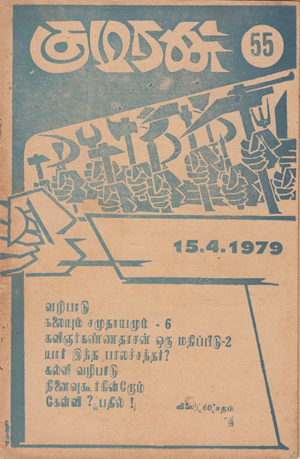 குமரன்
55
15.4.1979
வழிபாடு
கலையும் சமுதாயமும் - 6
கவிஞர்கண்ணதாசன் ஒரு மதிப்பீடு-2
யார் இந்த பாலச்சந்தர்?
கல்வி வழிபாடு
நினைவுகூர்கின்றோம்
கேள்வி ? பதில் !
விலை 60 சதம்